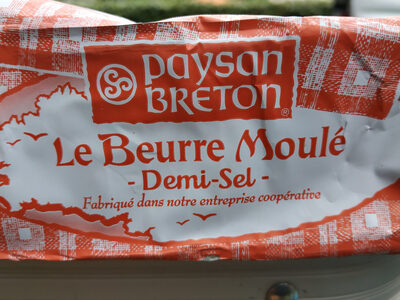 paysan
BRETON®
Le Beurre Moulé
- Demi-Sel -
Fabriqué dans notre entreprise coopérative